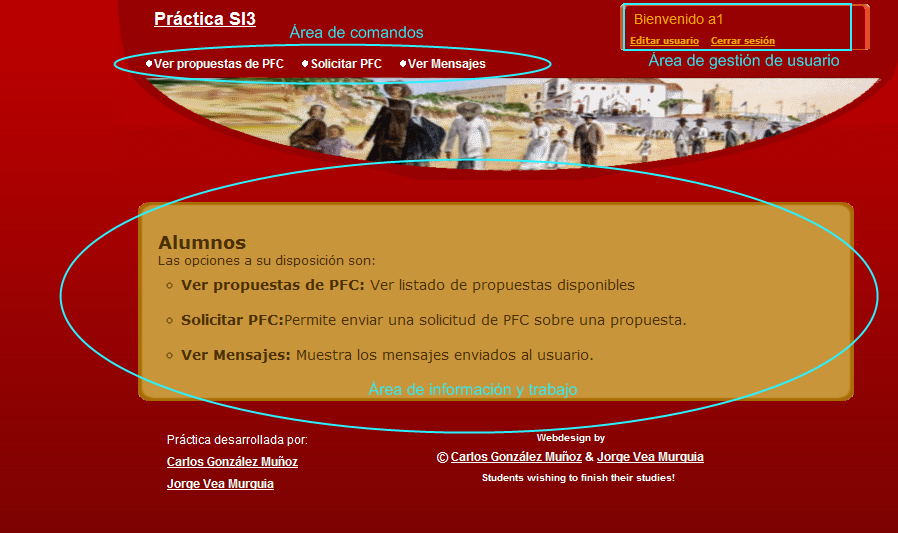 Práctica SI3
Área de comandos
Ver propuestas de PFC Solicitar PFC Ver Mensajes
Bienvenido a1
Editar usuario Cerrar sesión
Área de gestión de usuario
Alumnos
Las opciones a su disposición son:
Ver propuestas de PFC: Ver listado de propuestas disponibles
Solicitar PFC:Permite enviar una solicitud de PFC sobre una propuesta.
Ver Mensajes: Muestra los mensajes enviados al usuario.
Área de información y trabajo
Práctica desarrollada por:
Carlos González Muñoz
Jorge Vea Murguia
Webdesign by
© Carlos González Muñoz & Jorge Vea Murguia
Students wishing to finish their studies!